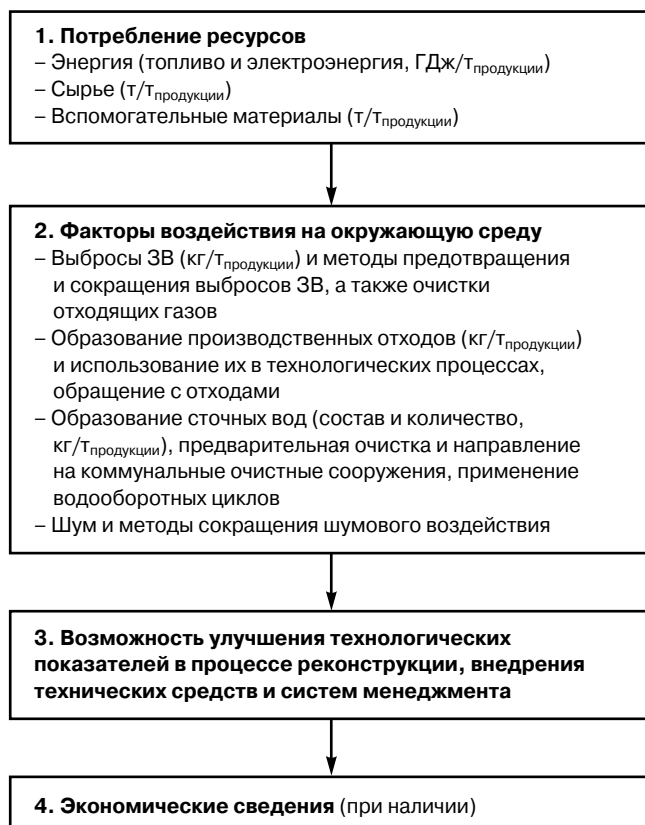 1. Потребление ресурсов
– Энергия (топливо и электроэнергия, ГДж/тпродукции)
– Сырье (т/тпродукции)
– Вспомогательные материалы (т/тпродукции)
2. Факторы воздействия на окружающую среду
– Выбросы ЗВ (кг/тпродукции) и методы предотвращения
и сокращения выбросов ЗВ, а также очистки
отходящих газов
– Образование производственных отходов (кг/тпродукции)
и использование их в технологических процессах,
обращение с отходами
– Образование сточных вод (состав и количество,
кг/тпродукции), предварительная очистка и направление
на коммунальные очистные сооружения, применение
водооборотных циклов
– Шум и методы сокращения шумового воздействия
3. Возможность улучшения технологических
показателей в процессе реконструкции, внедрения
технических средств и систем менеджмента
4. Экономические сведения (при наличии)